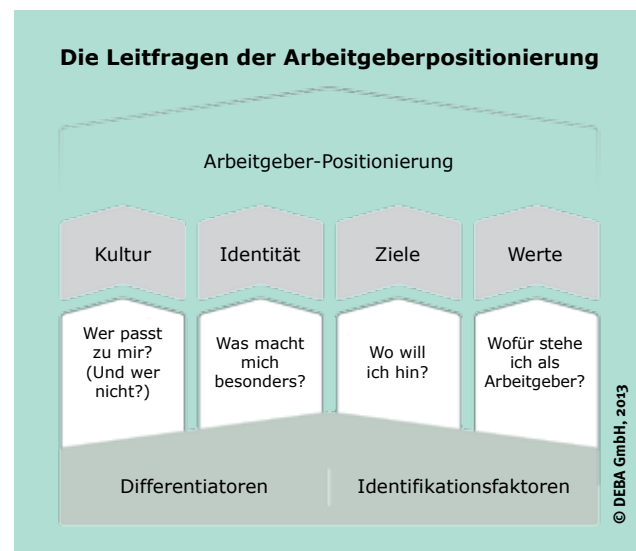 Die Leitfragen der Arbeitgeberpositionierung
Arbeitgeber-Positionierung
Kultur
Identität
Ziele
Werte
Wer passt
zu mir?
(Und wer
nicht?)
Was macht
mich
besonders?
Wo will
ich hin?
Wofür stehe
ich als
Arbeitgeber?
Differentiatoren
Identifikationsfaktoren
© DEBA GmbH, 2013